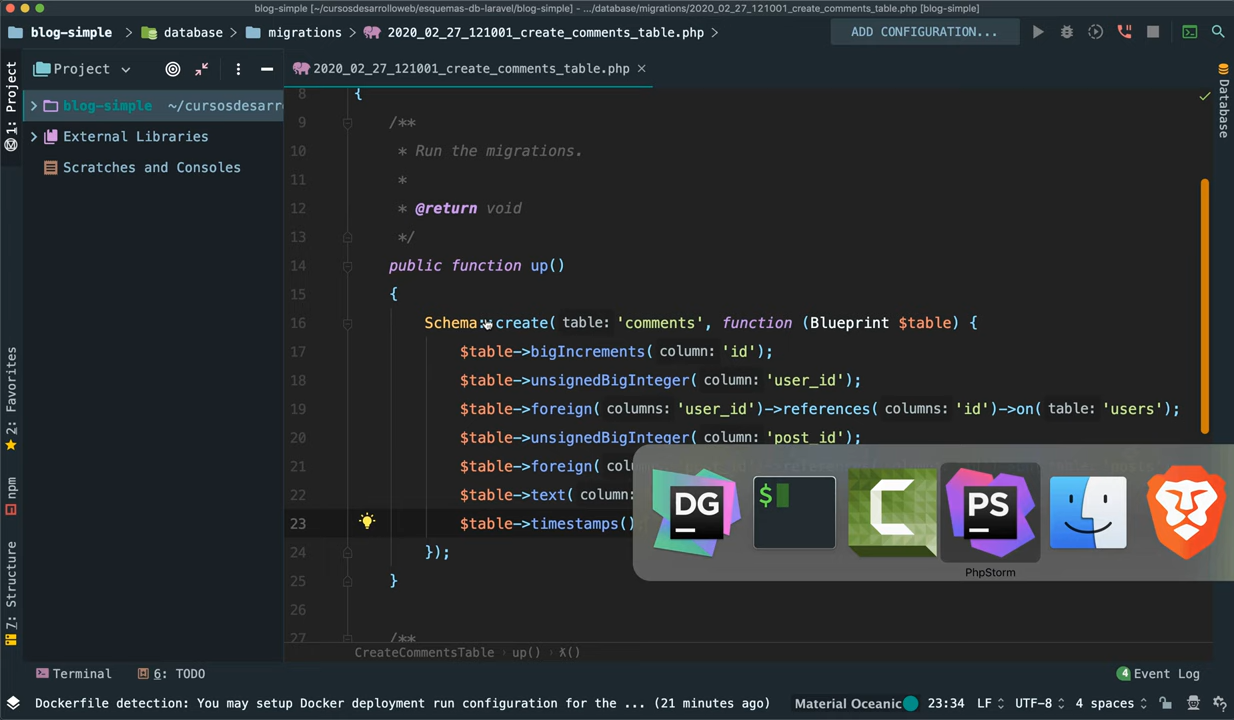 blog-simple [~/cursosdesarrolloweb/esquemas-db-laravel/blog-simple] - .../database/migrations/2020_02_27_121001_create_comments_table.php [blog-simple]
blog-simple database migrations 2020_02_27_121001_create_comments_table.php ADD CONFIGURATION...
1: Project
Project
2020_02_27_121001_create_comments_table.php
blog-simple ~/cursosdesarr
External Libraries
Scratches and Consoles
Database
2: Favorites
npm
7: Structure
8 {
9 /**
10 * Run the migrations.
11 *
12 * @return void
13 */
14 public function up()
15 {
16 Schema::create( table: 'comments', function (Blueprint $table) {
17 $table->bigIncrements( column: 'id');
18 $table->unsignedBigInteger( column: 'user_id');
19 $table->foreign( columns: 'user_id')->references( columns: 'id')->on( table: 'users');
20 $table->unsignedBigInteger( column: 'post_id');
21 $table->foreign(
22 $table->text( column:
23 $table->timestamps()
24 });
25 }
26
27 /**
DG
$
C
PS
PhpStorm
CreateCommentsTable up()
Terminal 6: TODO 4 Event Log
Dockerfile detection: You may setup Docker deployment run configuration for the ... (21 minutes ago) Material Oceanic 23:34 LF UTF-8 4 spaces